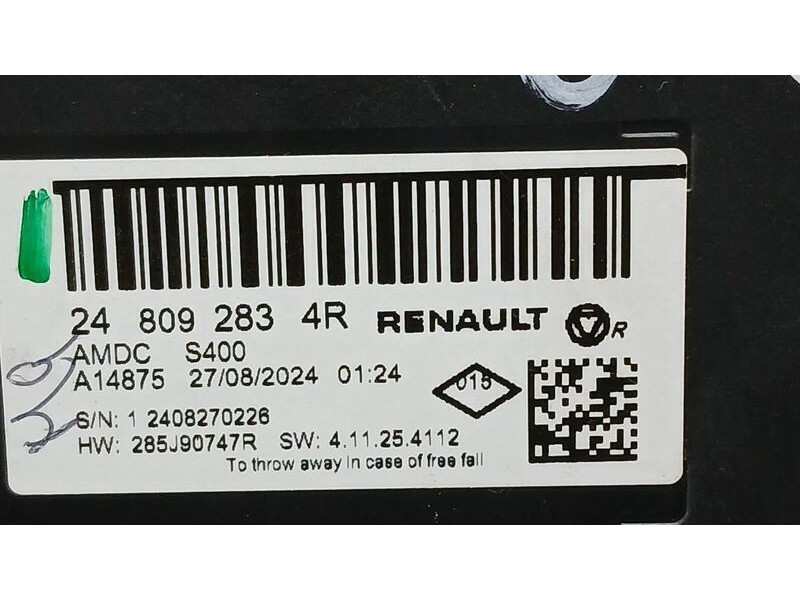 24 809 283 4R RENAULT R
AMDC S400
A14875 27/08/2024 01:24 015
S/N: 1 2408270226
HW: 285J90747R SW: 4.11.25.4112
To throw away in case of free fall